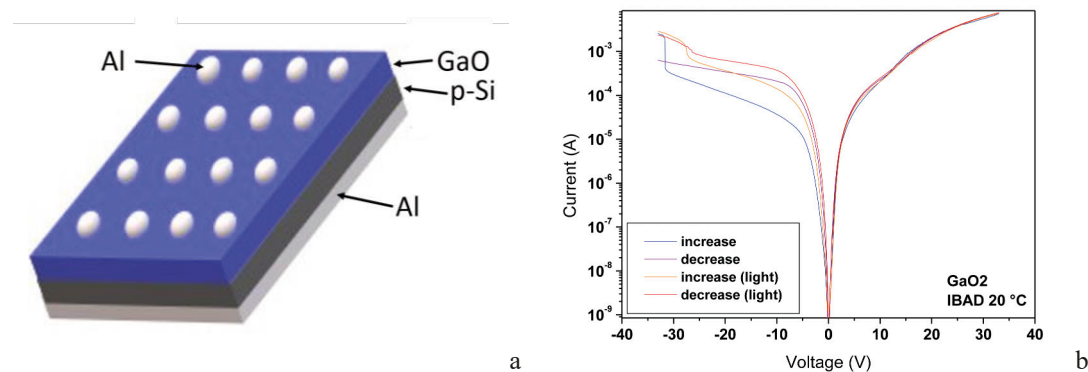 Al
GaO
p-Si
Al
a
Current (A)
10⁻³
10⁻⁴
10⁻⁵
10⁻⁶
10⁻⁷
10⁻⁸
10⁻⁹
increase
decrease
increase (light)
decrease (light)
GaO2
IBAD 20 °C
-40 -30 -20 -10 0 10 20 30 40
Voltage (V)
b